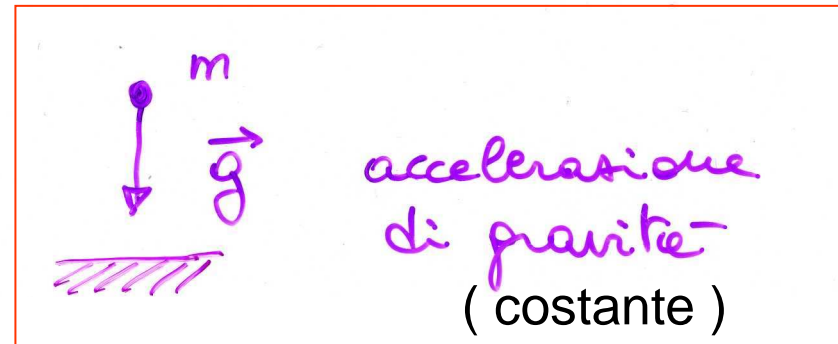 m
g
accelerazione
di gravità
( costante )